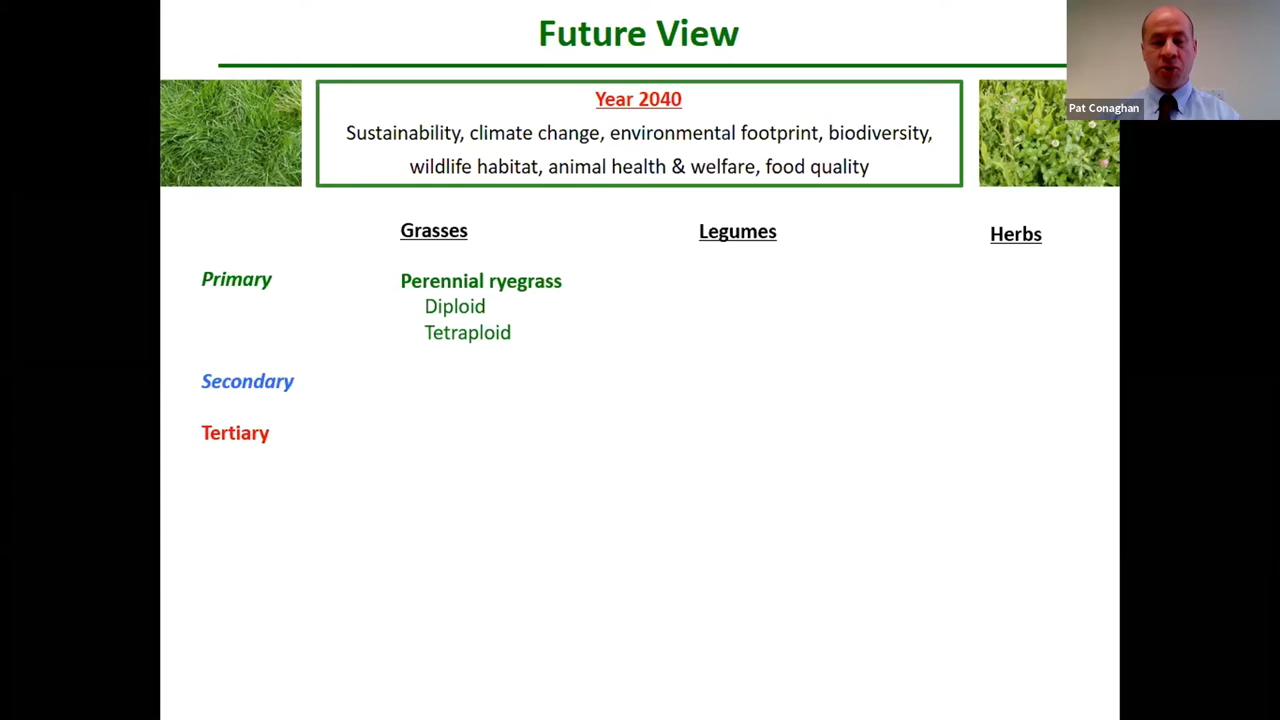 Future View
Year 2040
Sustainability, climate change, environmental footprint, biodiversity,
wildlife habitat, animal health & welfare, food quality
Pat Conaghan
Grasses
Legumes
Herbs
Primary
Perennial ryegrass
Diploid
Tetraploid
Secondary
Tertiary